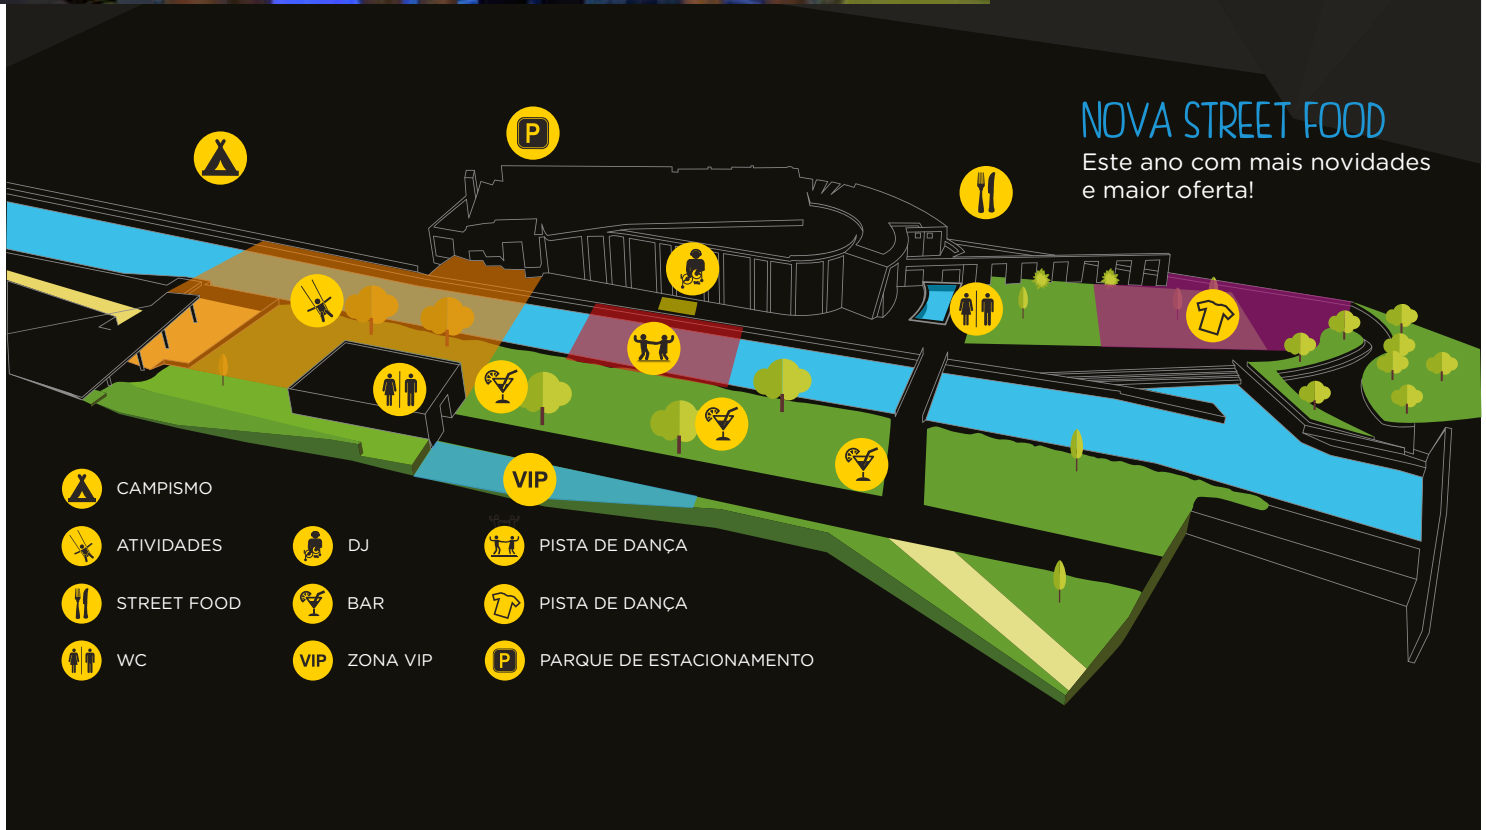 NOVA STREET FOOD
Este ano com mais novidades
e maior oferta!
P
VIP
CAMPISMO
ATIVIDADES
DJ
PISTA DE DANÇA
STREET FOOD
BAR
PISTA DE DANÇA
WC
VIP
ZONA VIP
P
PARQUE DE ESTACIONAMENTO